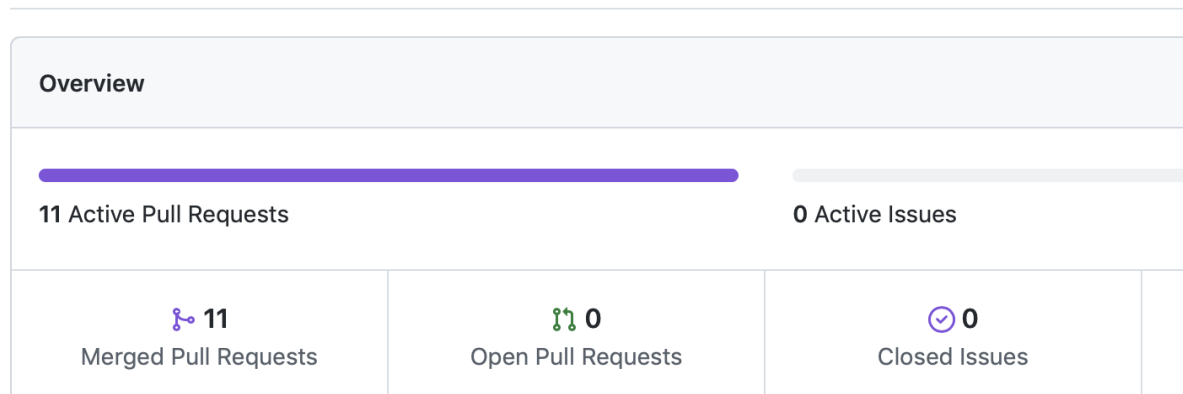 Overview
11 Active Pull Requests
0 Active Issues
11
Merged Pull Requests
0
Open Pull Requests
0
Closed Issues